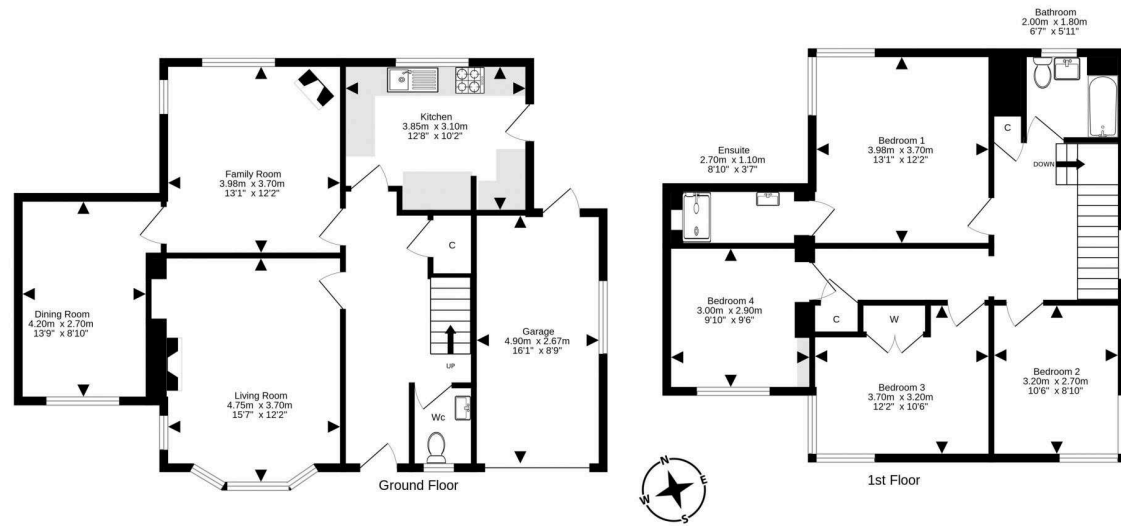 Family Room
3.98m x 3.70m
13'1" x 12'2"
Kitchen
3.85m x 3.10m
12'8" x 10'2"
C
Dining Room
4.20m x 2.70m
13'9" x 8'10"
Living Room
4.75m x 3.70m
15'7" x 12'2"
UP
Wc
Garage
4.90m x 2.67m
16'1" x 8'9"
Ground Floor
Bathroom
2.00m x 1.80m
6'7" x 5'11"
Bedroom 1
3.98m x 3.70m
13'1" x 12'2"
C
DOWN
Ensuite
2.70m x 1.10m
8'10" x 3'7"
Bedroom 4
3.00m x 2.90m
9'10" x 9'6"
C
W
Bedroom 3
3.70m x 3.20m
12'2" x 10'6"
Bedroom 2
3.20m x 2.70m
10'6" x 8'10"
1st Floor
N
E
S
W